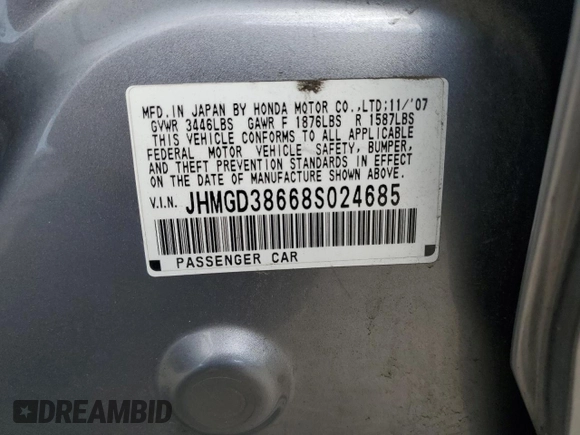 MFD. IN JAPAN BY HONDA MOTOR CO., LTD; 11/'07
GVWR 3446LBS GAWR F 1876LBS R 1587LBS
THIS VEHICLE CONFORMS TO ALL APPLICABLE
FEDERAL MOTOR VEHICLE SAFETY, BUMPER,
AND THEFT PREVENTION STANDARDS IN EFFECT
ON THE DATE OF MANUFACTURE SHOWN ABOVE.
V.I.N. JHMGD38668S024685
PASSENGER CAR
DREAMBID